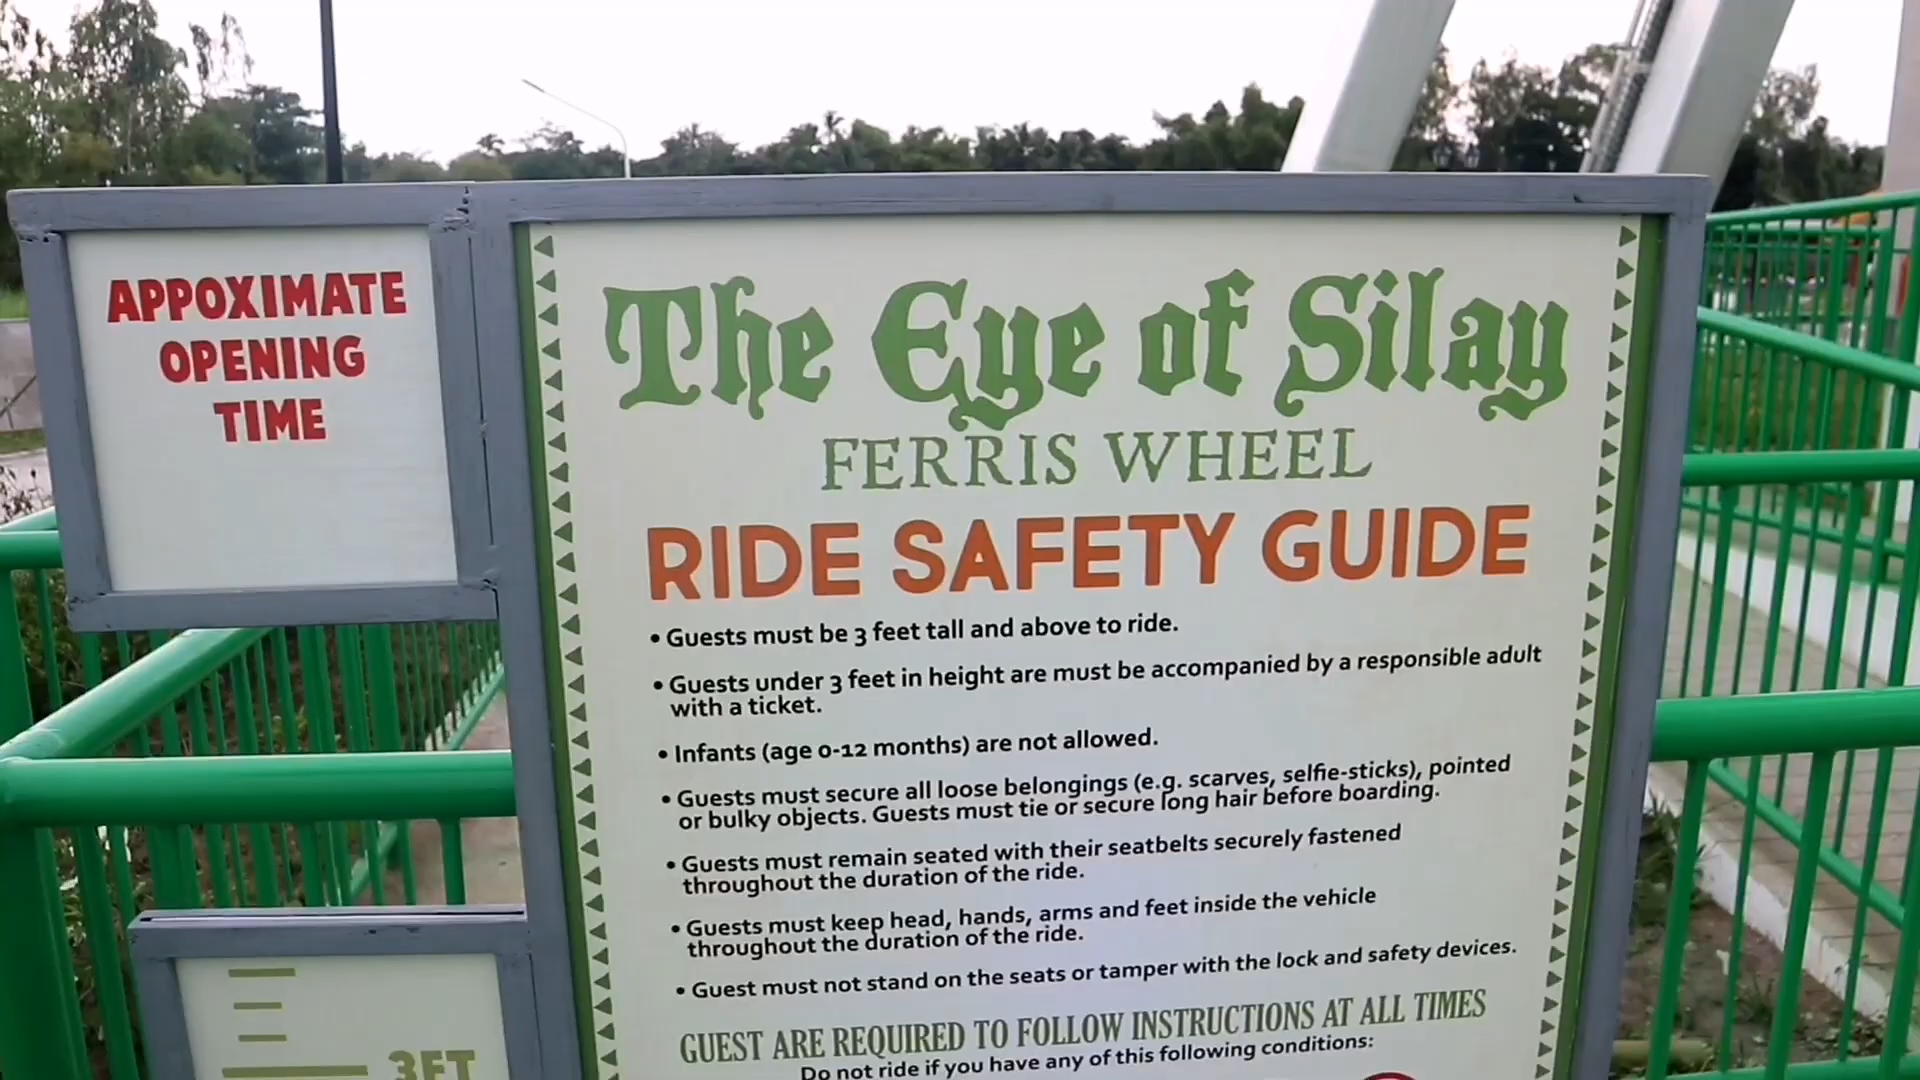 APPOXIMATE
OPENING
TIME
The Eye of Silay
FERRIS WHEEL
RIDE SAFETY GUIDE
• Guests must be 3 feet tall and above to ride.
• Guests under 3 feet in height are must be accompanied by a responsible adult
with a ticket.
• Infants (age 0-12 months) are not allowed.
• Guests must secure all loose belongings (e.g. scarves, selfie-sticks), pointed
or bulky objects. Guests must tie or secure long hair before boarding.
• Guests must remain seated with their seatbelts securely fastened
throughout the duration of the ride.
• Guests must keep head, hands, arms and feet inside the vehicle
throughout the duration of the ride.
• Guest must not stand on the seats or tamper with the lock and safety devices.
GUEST ARE REQUIRED TO FOLLOW INSTRUCTIONS AT ALL TIMES
Do not ride if you have any of this following conditions:
3FT